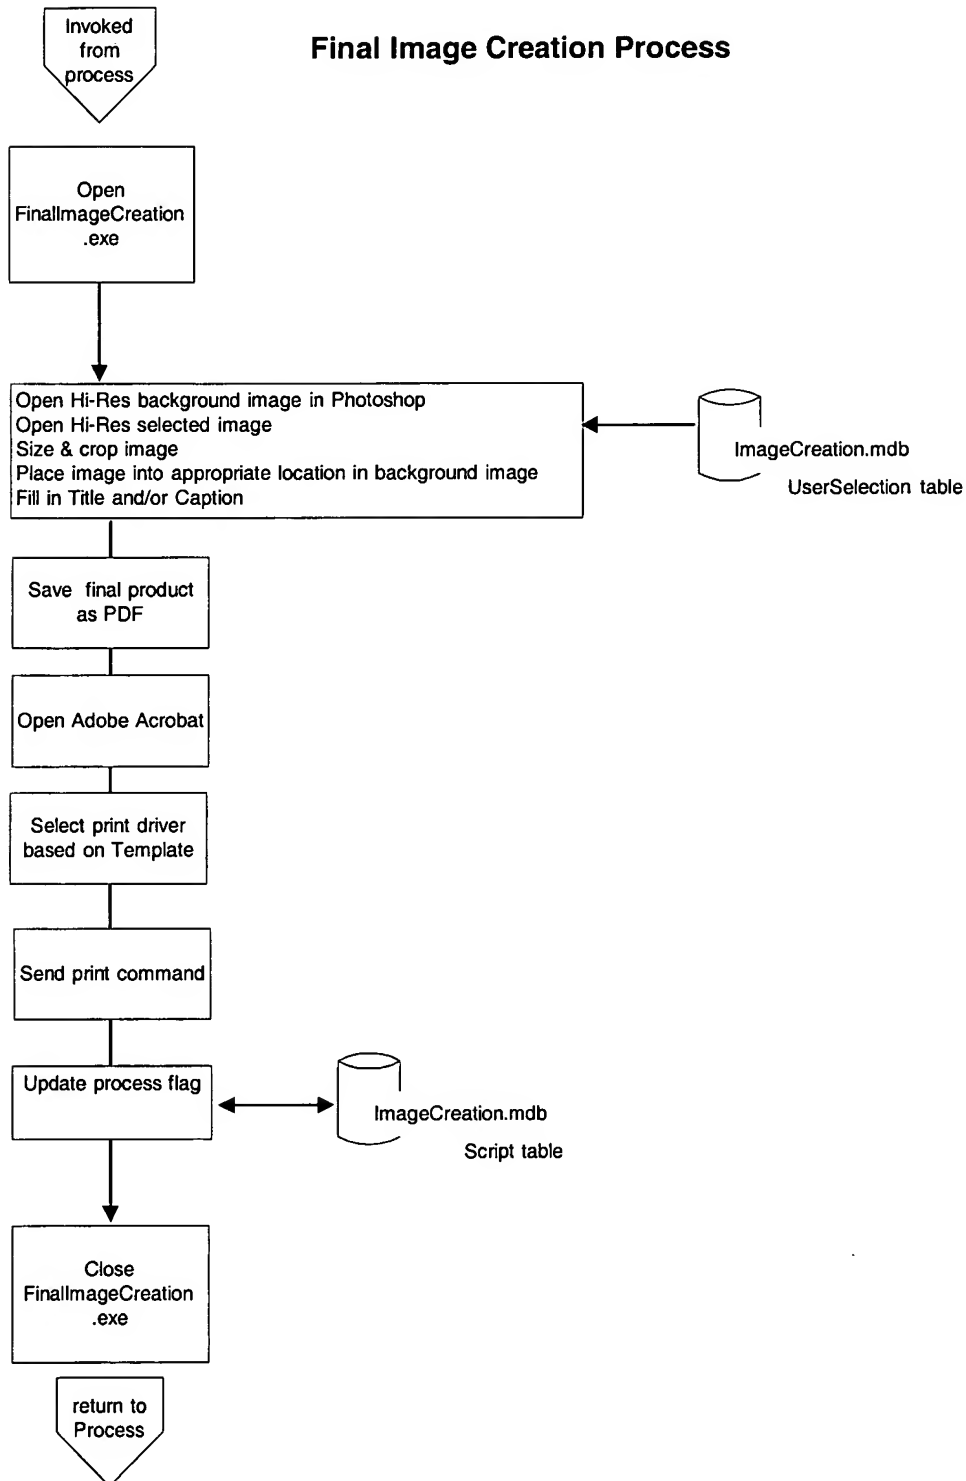 Invoked
from
process
Final Image Creation Process
Open
FinalImageCreation
.exe
Open Hi-Res background image in Photoshop
Open Hi-Res selected image
Size & crop image
Place image into appropriate location in background image
Fill in Title and/or Caption
ImageCreation.mdb
UserSelection table
Save final product
as PDF
Open Adobe Acrobat
Select print driver
based on Template
Send print command
Update process flag
ImageCreation.mdb
Script table
Close
FinalImageCreation
.exe
return to
Process